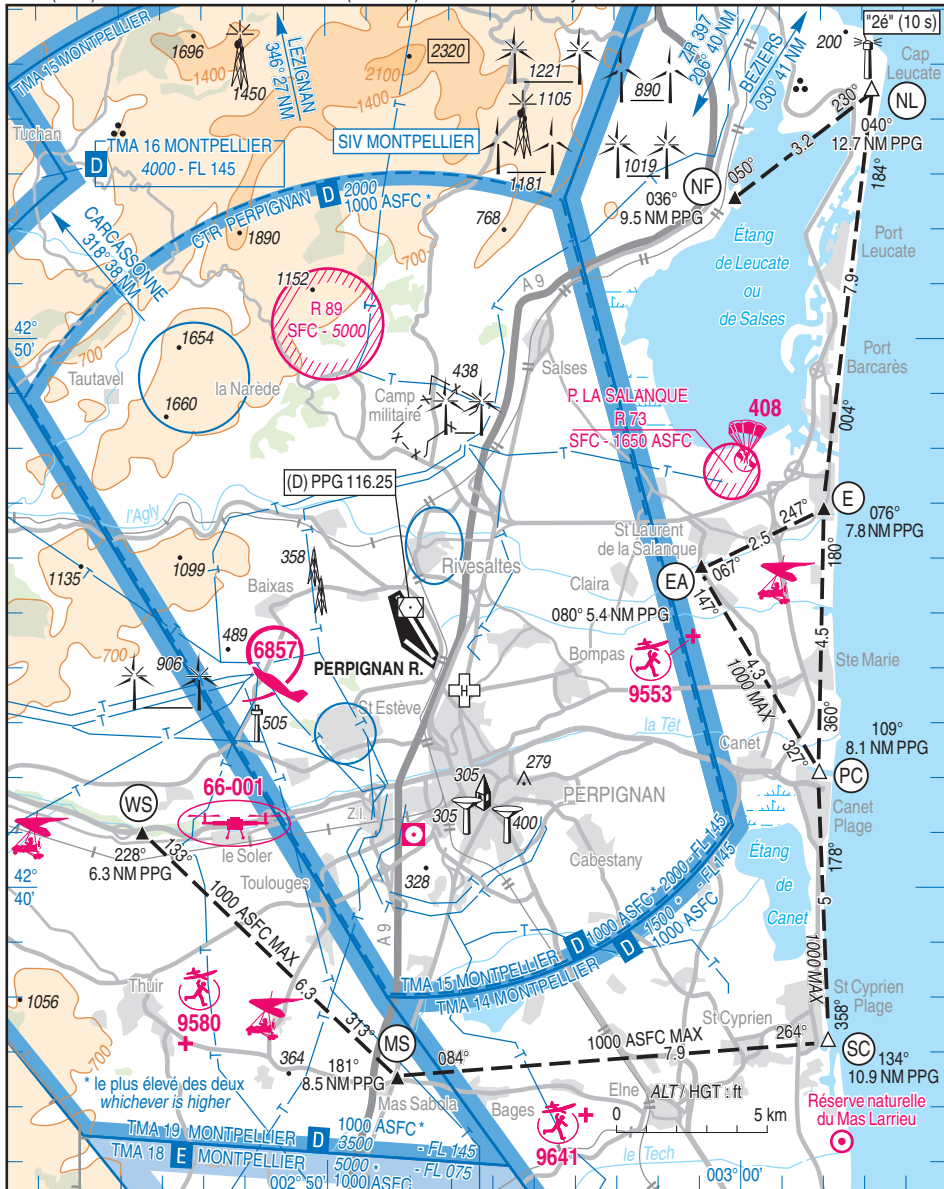 TMA 15 MONTPELLIER
1696
1400
1450
LEZIGNAN
346° 27 NM
2320
2100
1400
1221
1105
1181
890
1019
ZR 397
206° 40 NM
BEZIERS
030° 41 NM
"2é" (10 s)
200
Cap
Leucate
NL
040°
12.7 NM PPG
230°
3.2
050°
184°
NF
036°
9.5 NM PPG
Tuchan
D
TMA 16 MONTPELLIER
4000 - FL 145
SIV MONTPELLIER
CTR PERPIGNAN D 2000
1000 ASFC *
CARCASSONNE
318° 38 NM
1890
768
700
1152
R 89
SFC - 5000
A 9
Étang
de Leucate
ou
de Salses
Port
Leucate
7.9
42°
50'
700
1654
Tautavel
la Narède
1660
Camp
militaire
438
Salses
Port
Barcarès
P. LA SALANQUE
R 73
SFC - 1650 ASFC
408
004°
(D) PPG 116.25
l'Agly
E
076°
7.8 NM PPG
247°
2.5
067°
180°
St Laurent
de la Salanque
Rivesaltes
Claira
EA
147°
080° 5.4 NM PPG
1135
1099
358
Baixas
489
6857
PERPIGNAN R.
Bompas
9553
4.3
1000 MAX
4.5
Ste Marie
700
906
505
St Estève
H
la Têt
Canet
360°
327°
109°
8.1 NM PPG
PC
Canet
Plage
WS
66-001
228°
6.3 NM PPG
133°
le Soler
Z.I.
305
305
279
400
PERPIGNAN
178°
Toulouges
328
Cabestany
Étang
de
Canet
42°
40'
1000 ASFC MAX
6.3
313°
A 9
D 1000 ASFC * 2000 - FL 145
D 1500 * - FL145
1000 ASFC
TMA 15 MONTPELLIER
TMA 14 MONTPELLIER
5
1000 MAX
Thuir
1056
9580
St Cyprien
St Cyprien
Plage
358°
MS
181°
8.5 NM PPG
084°
1000 ASFC MAX
7.9
264°
SC
134°
10.9 NM PPG
700
364
Mas Sabola
Bages
Elne
ALT / HGT : ft
0
5 km
* le plus élevé des deux
whichever is higher
Réserve naturelle
du Mas Larrieu
9641
le Tech
TMA 19 MONTPELLIER D 1000 ASFC *
3500 - FL 145
TMA 18 E MONTPELLIER 5000 * - FL 075
1000 ASFC
002° 50'
003° 00'